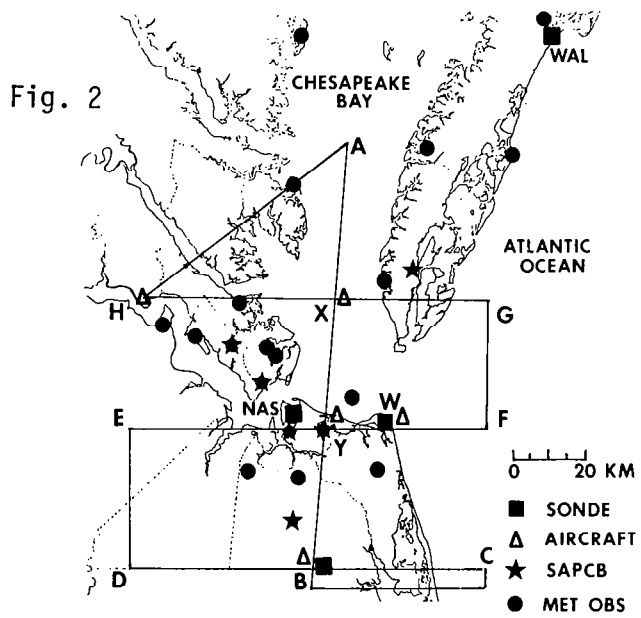 Fig. 2
WAL
CHESAPEAKE
BAY
A
ATLANTIC
OCEAN
H
X
G
NAS
W
E
F
Y
0 20 KM
SONDE
AIRCRAFT
SAPCB
MET OBS
D
B
C